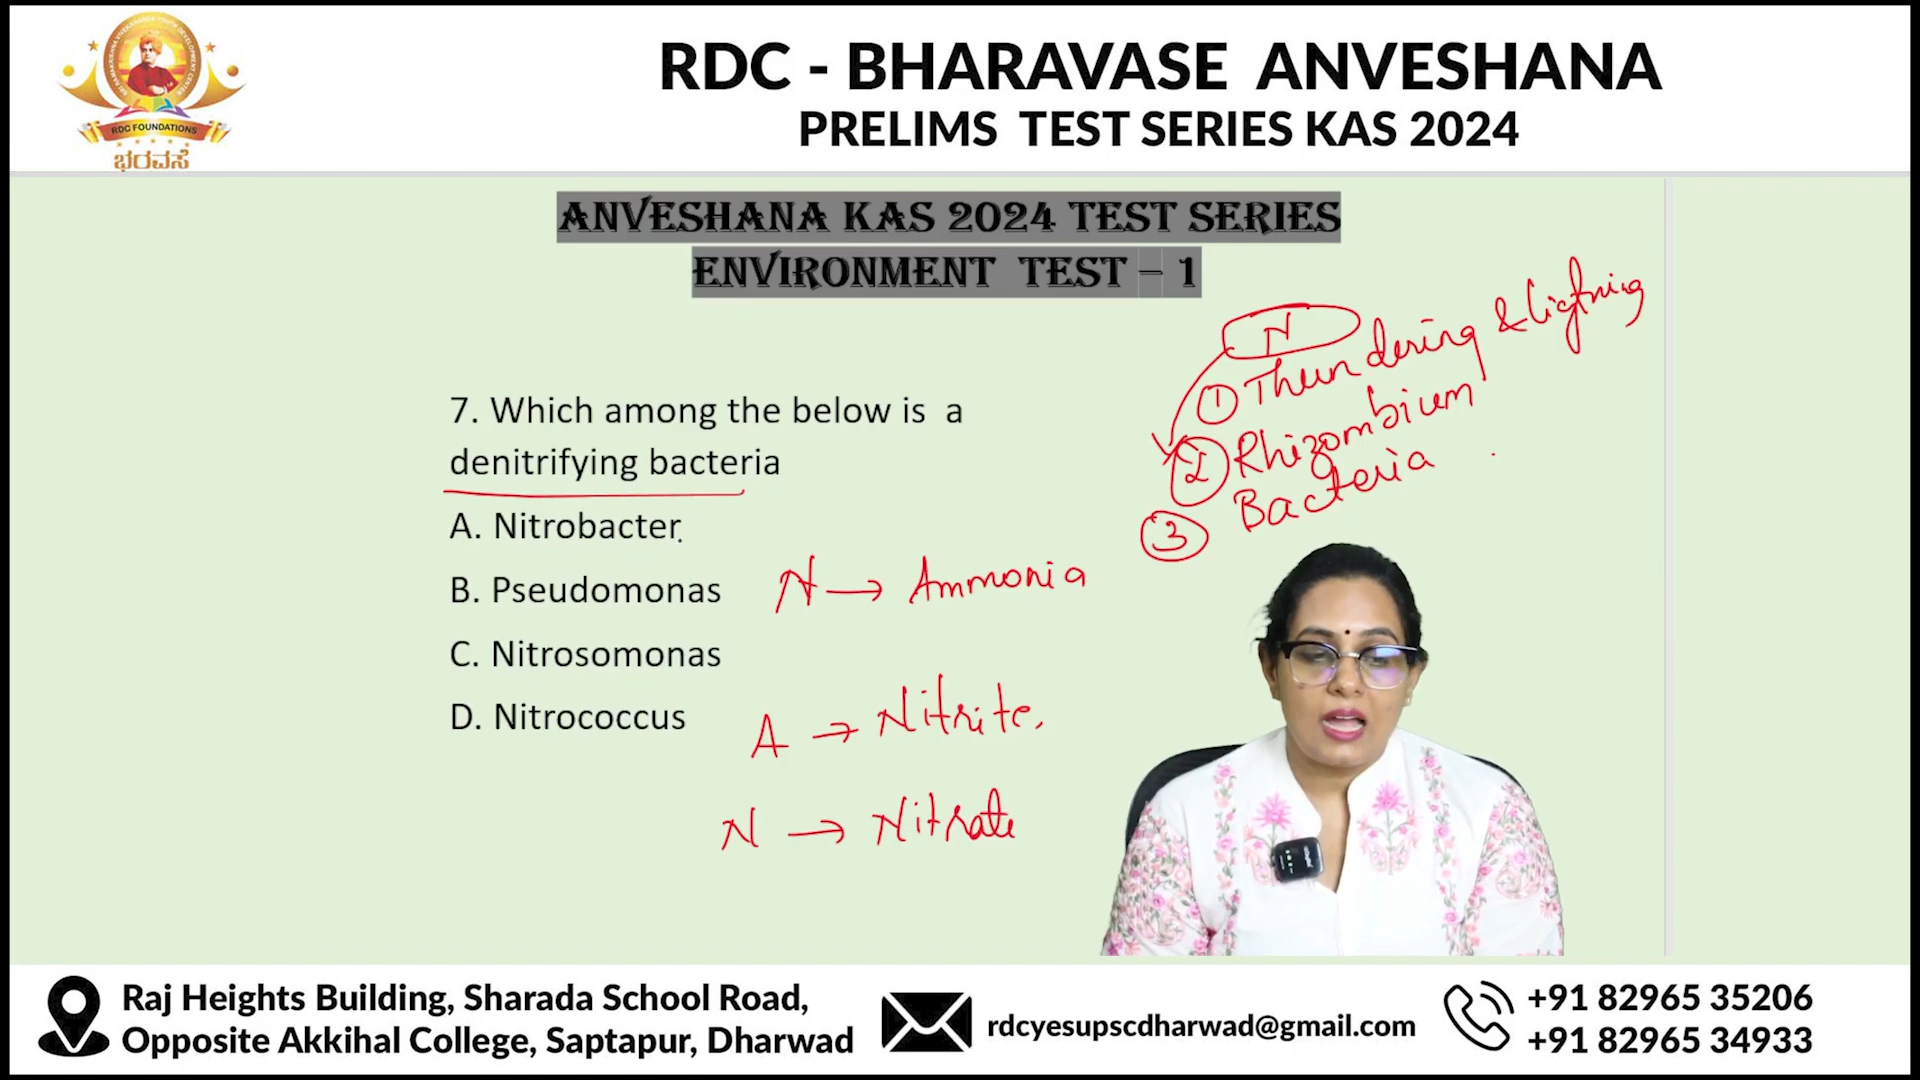 RDC FOUNDATIONS
ಭರವಸೆ
RDC - BHARAVASE ANVESHANA
PRELIMS TEST SERIES KAS 2024
ANVESHANA KAS 2024 TEST SERIES
ENVIRONMENT TEST – 1
7. Which among the below is a
denitrifying bacteria
A. Nitrobacter
B. Pseudomonas
C. Nitrosomonas
D. Nitrococcus
N
① Thundering & Ligtning
② Rhizombium
Bacteria
③
N → Ammonia
A → Nitrite.
N → Nitrate
Raj Heights Building, Sharada School Road,
Opposite Akkihal College, Saptapur, Dharwad
rdcyesupscdharwad@gmail.com
+91 82965 35206
+91 82965 34933